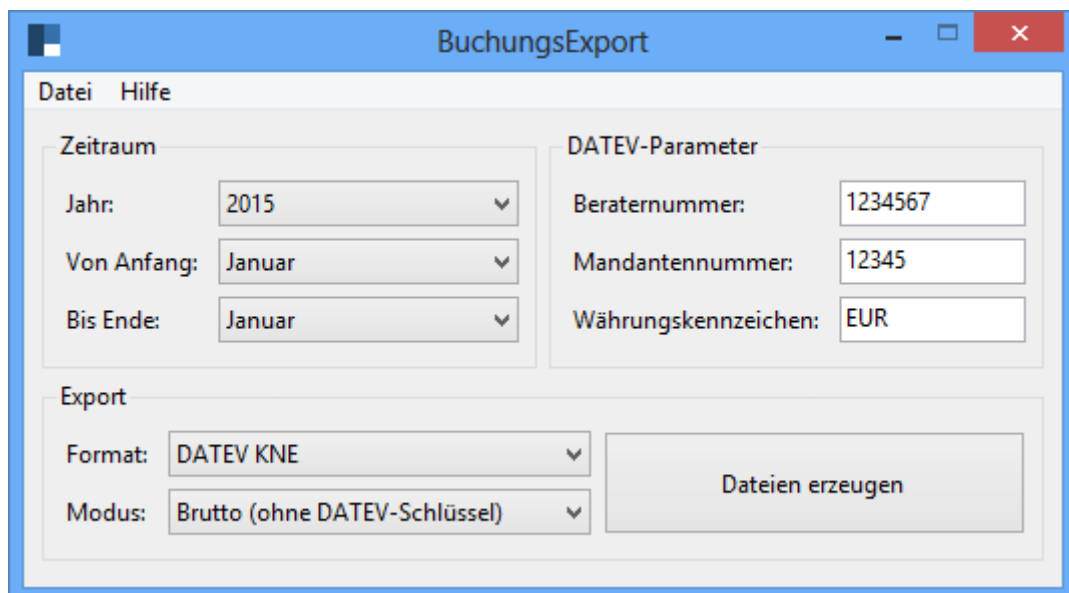 BuchungsExport
Datei Hilfe
Zeitraum
Jahr: 2015
Von Anfang: Januar
Bis Ende: Januar
DATEV-Parameter
Beraternummer: 1234567
Mandantennummer: 12345
Währungskennzeichen: EUR
Export
Format: DATEV KNE
Modus: Brutto (ohne DATEV-Schlüssel)
Dateien erzeugen